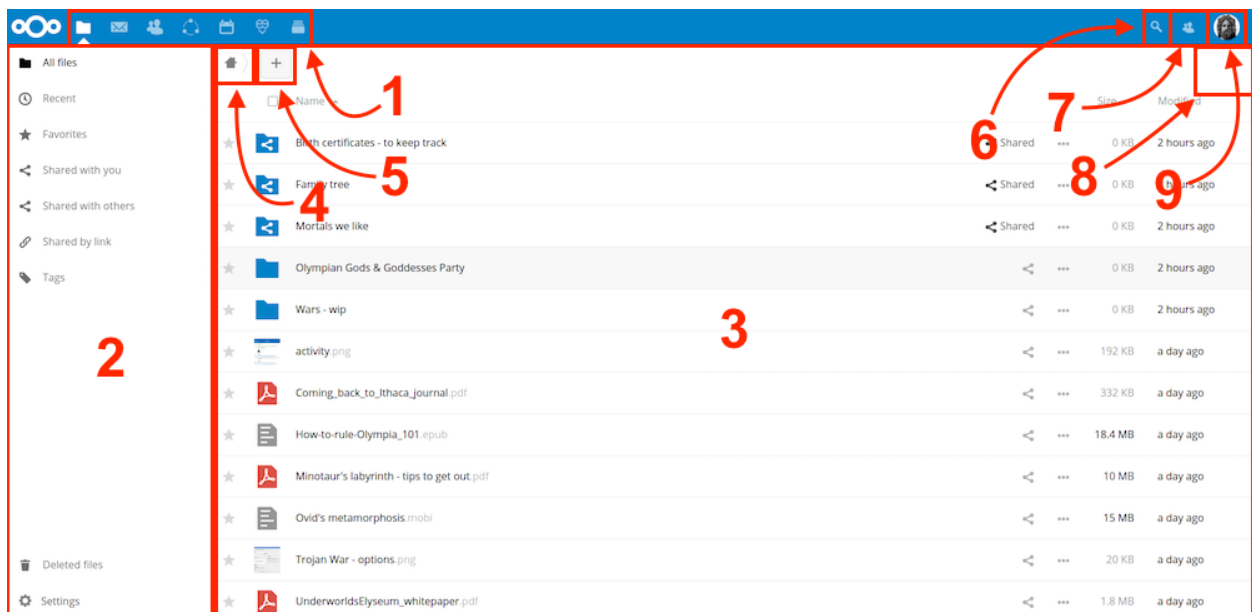 All files
1
Name
Size
Modified
Recent
6
7
Favorites
Birth certificates - to keep track
Shared
0 KB
2 hours ago
Shared with you
5
8
9
Family tree
Shared
0 KB
hours ago
Shared with others
4
Mortals we like
Shared
0 KB
2 hours ago
Shared by link
Olympian Gods & Goddesses Party
0 KB
2 hours ago
Tags
Wars - wip
0 KB
2 hours ago
2
3
activity.png
192 KB
a day ago
Coming_back_to_Ithaca_journal.pdf
332 KB
a day ago
How-to-rule-Olympia_101.epub
18.4 MB
a day ago
Minotaur's labyrinth - tips to get out.pdf
10 MB
a day ago
Ovid's metamorphosis.mobi
15 MB
a day ago
Deleted files
Trojan War - options.png
20 KB
a day ago
Settings
UnderworldsElyseum_whitepaper.pdf
1.8 MB
a day ago